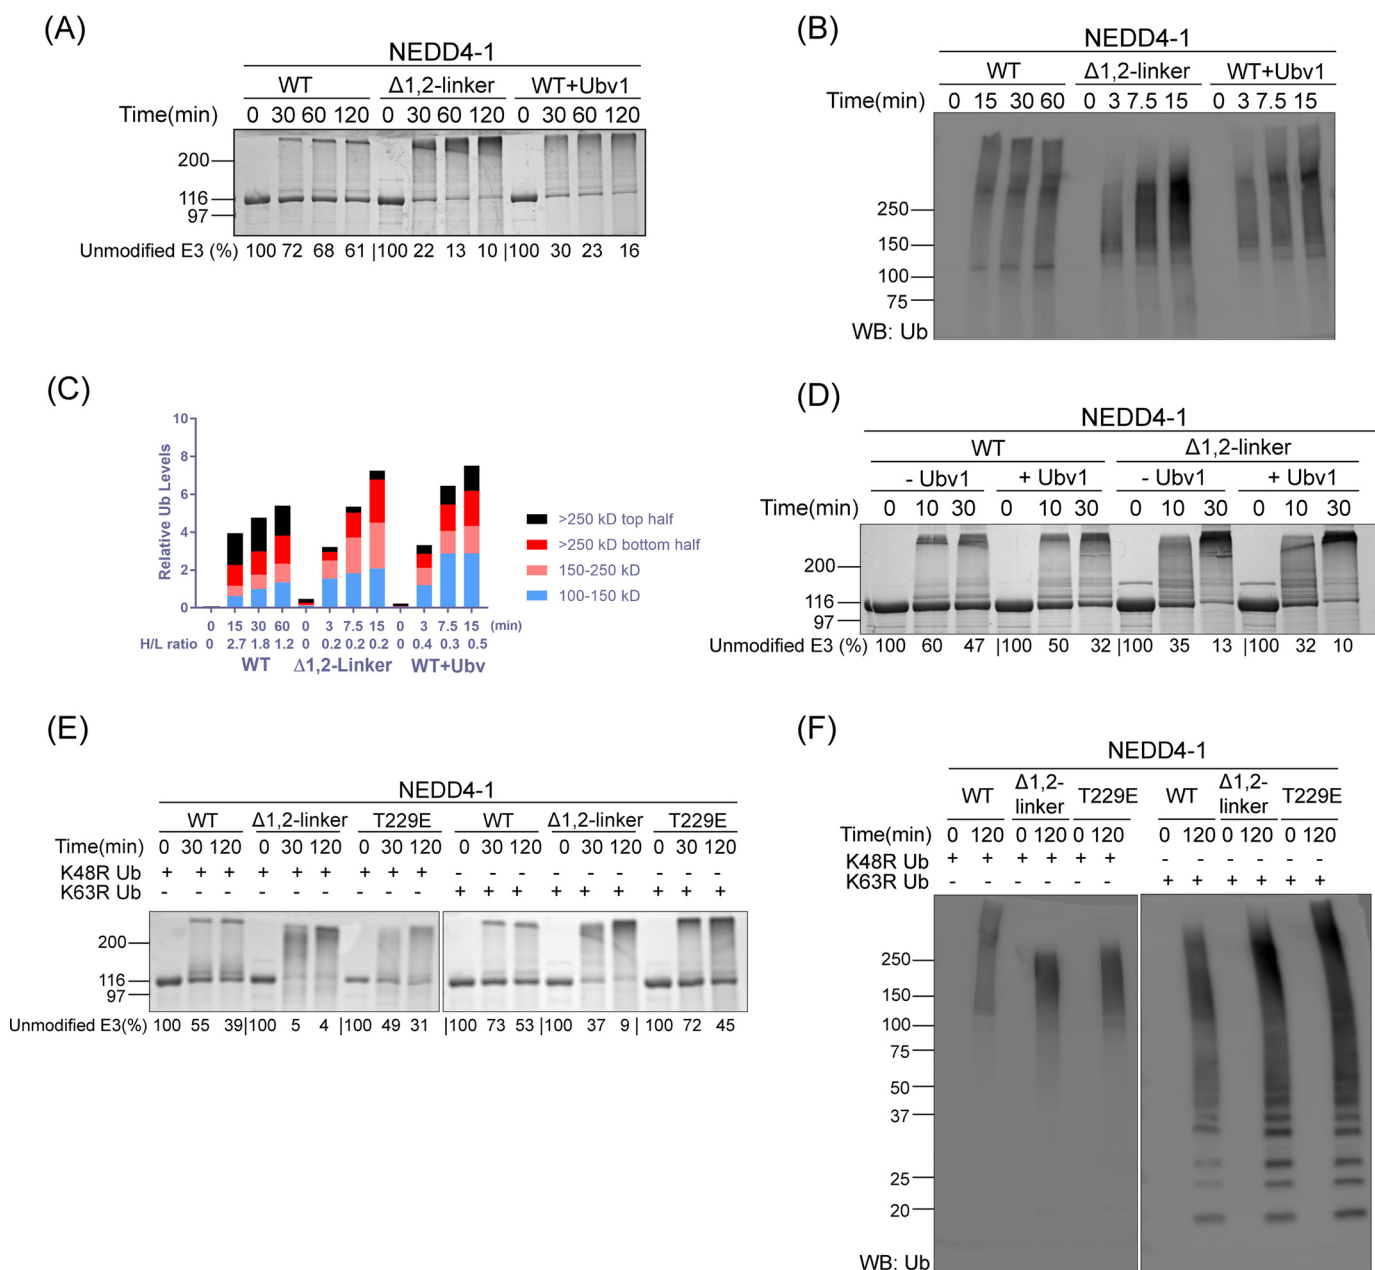 (A)
NEDD4-1
WT Δ1,2-linker WT+Ubv1
Time(min) 0 30 60 120 0 30 60 120 0 30 60 120
200
116
97
Unmodified E3 (%) 100 72 68 61 |100 22 13 10 |100 30 23 16
(B)
NEDD4-1
WT Δ1,2-linker WT+Ubv1
Time(min) 0 15 30 60 0 3 7.5 15 0 3 7.5 15
250
150
100
75
WB: Ub
(C)
Relative Ub Levels
10
8
6
4
2
0
>250 kD top half
>250 kD bottom half
150-250 kD
100-150 kD
0 15 30 60 0 3 7.5 15 0 3 7.5 15 (min)
H/L ratio 0 2.7 1.8 1.2 0 0.2 0.2 0.2 0 0.4 0.3 0.5
WT Δ1,2-Linker WT+Ubv
(D)
NEDD4-1
WT Δ1,2-linker
- Ubv1 + Ubv1 - Ubv1 + Ubv1
Time(min) 0 10 30 0 10 30 0 10 30 0 10 30
200
116
97
Unmodified E3 (%) 100 60 47 |100 50 32 |100 35 13 |100 32 10
(E)
NEDD4-1
WT Δ1,2-linker T229E WT Δ1,2-linker T229E
Time(min) 0 30 120 0 30 120 0 30 120 0 30 120 0 30 120 0 30 120
K48R Ub + + + + + + + + + - - - - - - - - -
K63R Ub - - - - - - - - - + + + + + + + + +
200
116
97
Unmodified E3(%) 100 55 39 |100 5 4 |100 49 31 |100 73 53 |100 37 9 |100 72 45
(F)
NEDD4-1
WT Δ1,2-linker T229E WT Δ1,2-linker T229E
Time(min) 0 120 0 120 0 120 0 120 0 120 0 120
K48R Ub + + + + + + - - - - - -
K63R Ub - - - - - - + + + + + +
250
150
100
75
50
37
25
20
WB: Ub